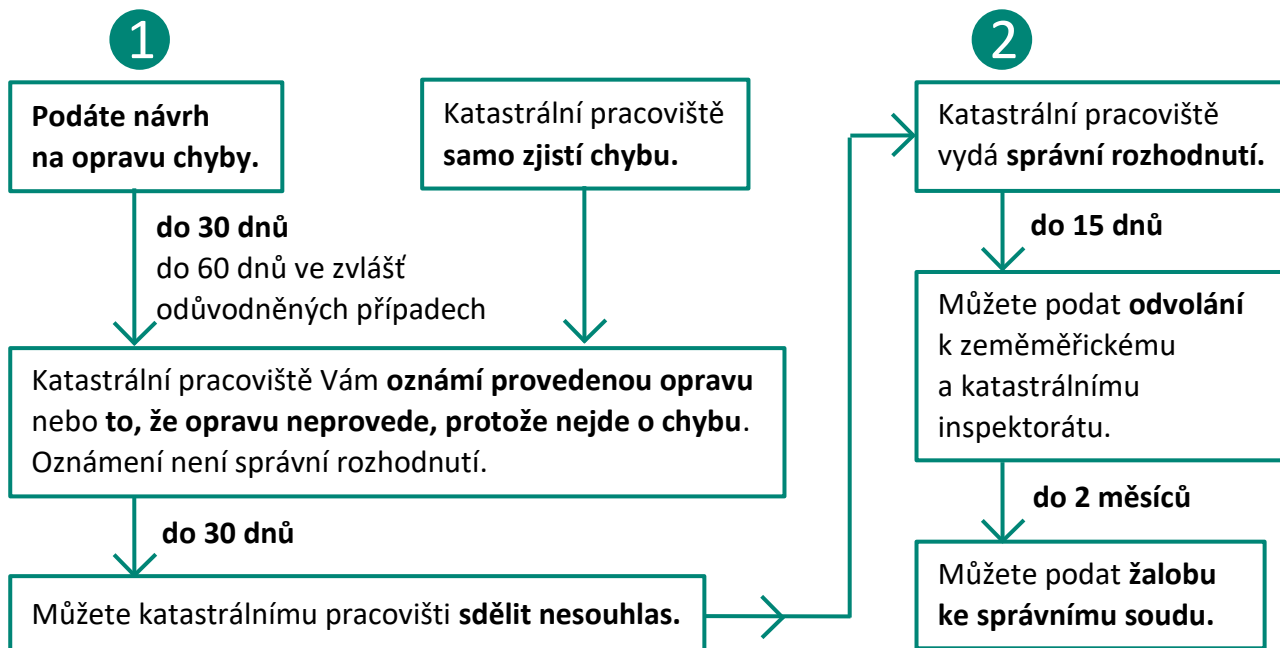 1
Podáte návrh
na opravu chyby.
Katastrální pracoviště
samo zjistí chybu.
do 30 dnů
do 60 dnů ve zvlášť
odůvodněných případech
Katastrální pracoviště Vám oznámí provedenou opravu
nebo to, že opravu neprovede, protože nejde o chybu.
Oznámení není správní rozhodnutí.
do 30 dnů
Můžete katastrálnímu pracovišti sdělit nesouhlas.
2
Katastrální pracoviště
vydá správní rozhodnutí.
do 15 dnů
Můžete podat odvolání
k zeměměřickému
a katastrálnímu
inspektorátu.
do 2 měsíců
Můžete podat žalobu
ke správnímu soudu.